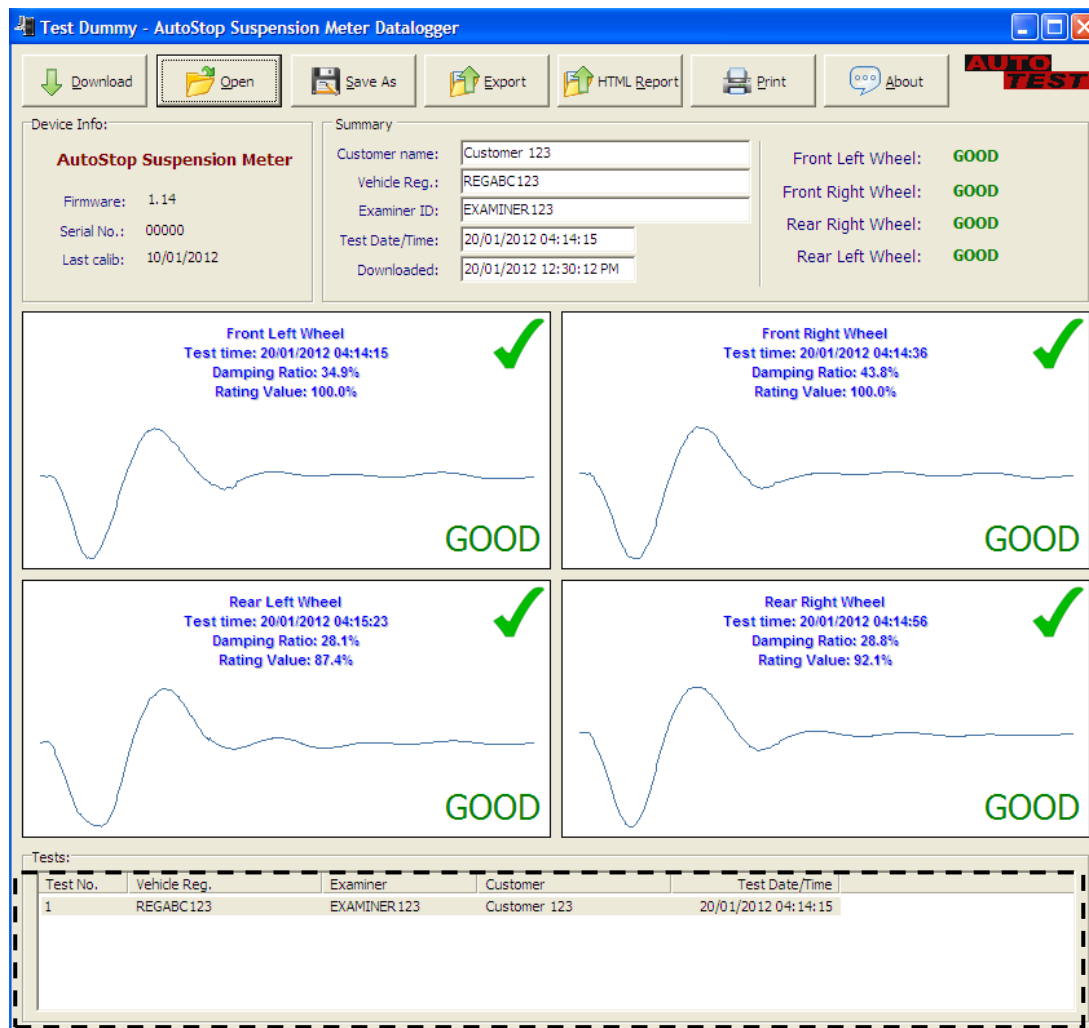 Test Dummy - AutoStop Suspension Meter Datalogger
Download Open Save As Export HTML Report Print About
AUTO
TEST
Device Info:
AutoStop Suspension Meter
Firmware: 1.14
Serial No.: 00000
Last calib: 10/01/2012
Summary
Customer name: Customer 123
Vehicle Reg.: REGABC123
Examiner ID: EXAMINER123
Test Date/Time: 20/01/2012 04:14:15
Downloaded: 20/01/2012 12:30:12 PM
Front Left Wheel: GOOD
Front Right Wheel: GOOD
Rear Right Wheel: GOOD
Rear Left Wheel: GOOD
Front Left Wheel
Test time: 20/01/2012 04:14:15
Damping Ratio: 34.9%
Rating Value: 100.0%
GOOD
Front Right Wheel
Test time: 20/01/2012 04:14:36
Damping Ratio: 43.8%
Rating Value: 100.0%
GOOD
Rear Left Wheel
Test time: 20/01/2012 04:15:23
Damping Ratio: 28.1%
Rating Value: 87.4%
GOOD
Rear Right Wheel
Test time: 20/01/2012 04:14:56
Damping Ratio: 28.8%
Rating Value: 92.1%
GOOD
Tests:
Test No. Vehicle Reg. Examiner Customer Test Date/Time
1 REGABC123 EXAMINER123 Customer 123 20/01/2012 04:14:15